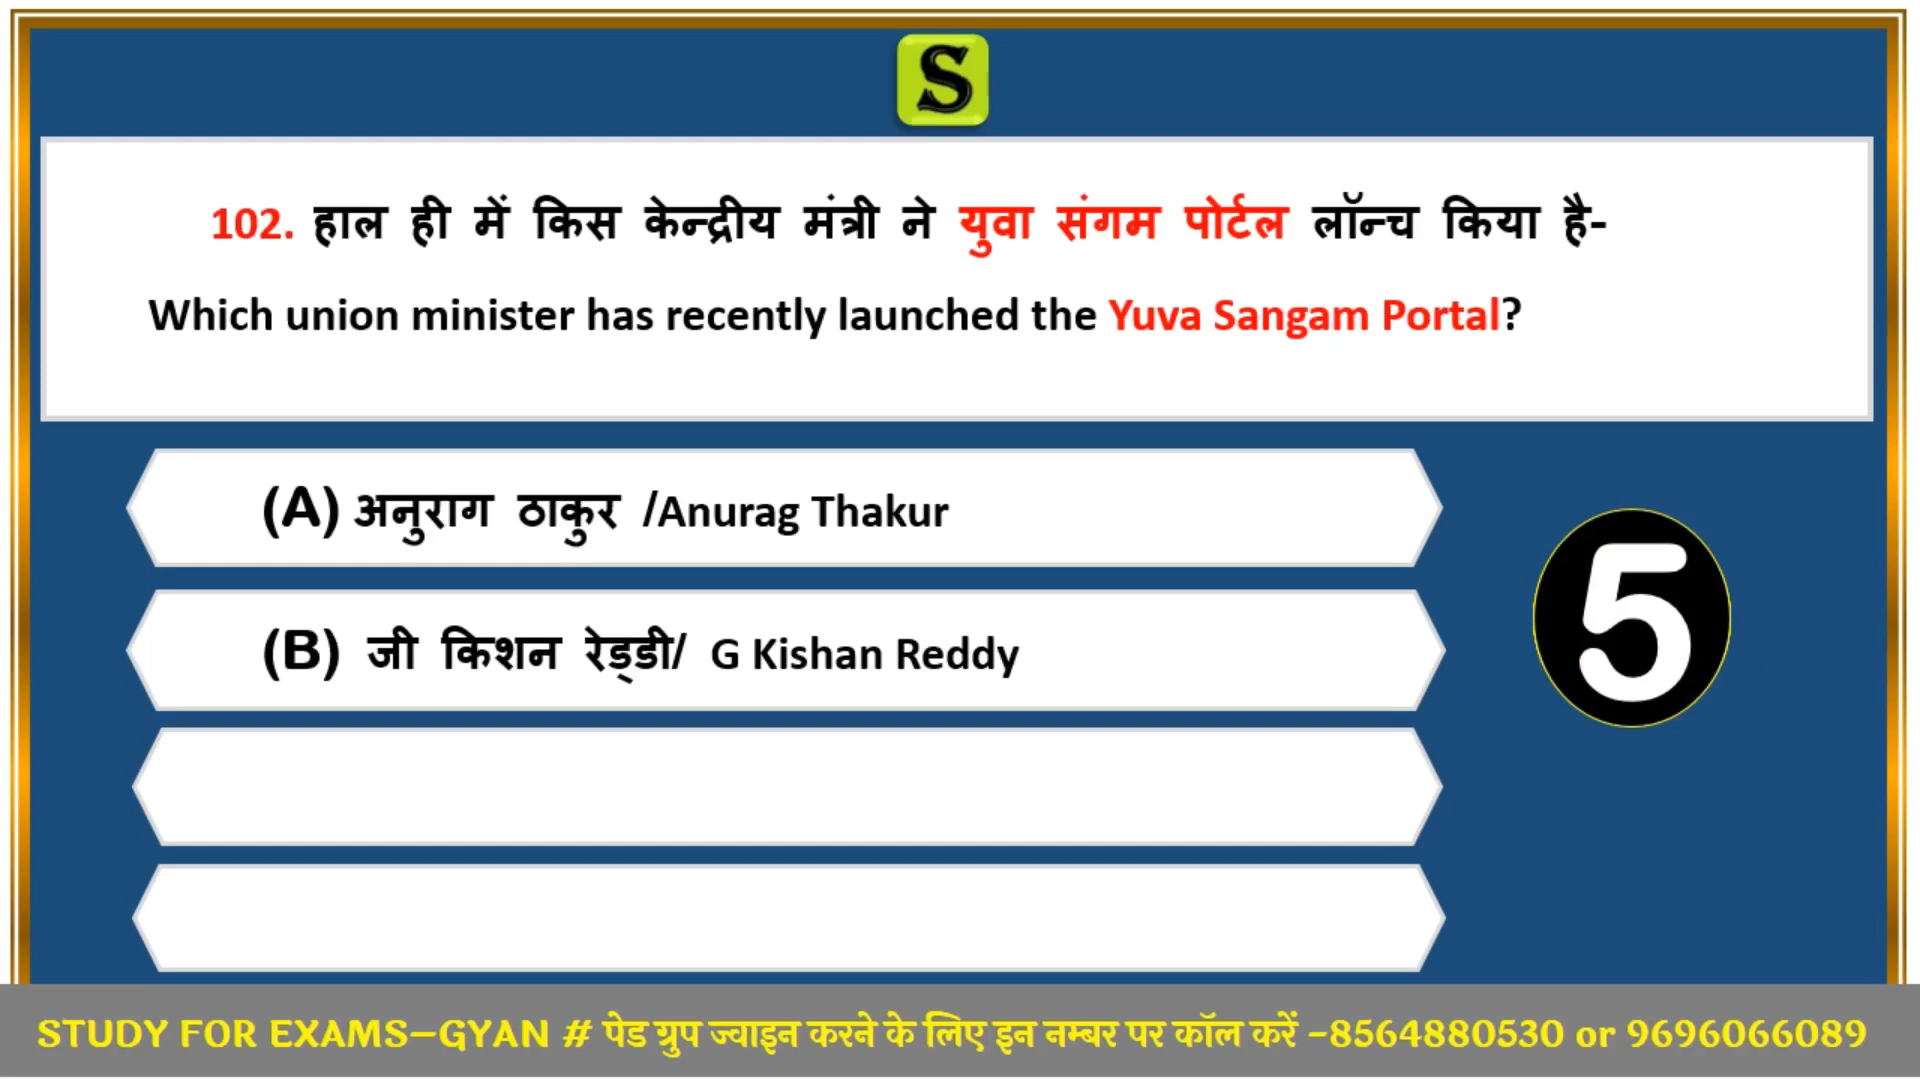 S
102. हाल ही में किस केन्द्रीय मंत्री ने युवा संगम पोर्टल लॉन्च किया है-
Which union minister has recently launched the Yuva Sangam Portal?
(A) अनुराग ठाकुर /Anurag Thakur
(B) जी किशन रेड्डी/ G Kishan Reddy
5
STUDY FOR EXAMS–GYAN # पेड ग्रुप ज्वाइन करने के लिए इन नम्बर पर कॉल करें –8564880530 or 9696066089